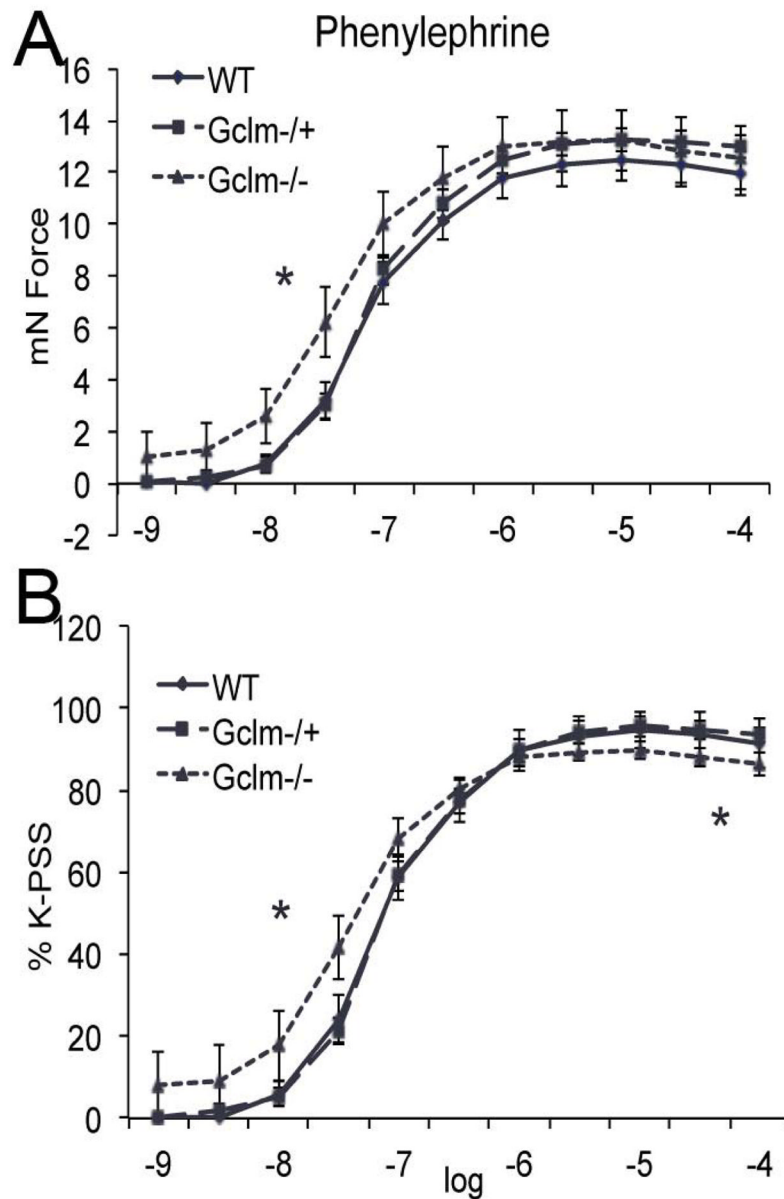 A
Phenylephrine
16
14
12
10
8
6
4
2
0
-2
mN Force
WT
Gclm-/+
Gclm-/-
*
-9 -8 -7 -6 -5 -4
B
120
100
80
60
40
20
0
% K-PSS
WT
Gclm-/+
Gclm-/-
*
*
-9 -8 -7 -6 -5 -4
log